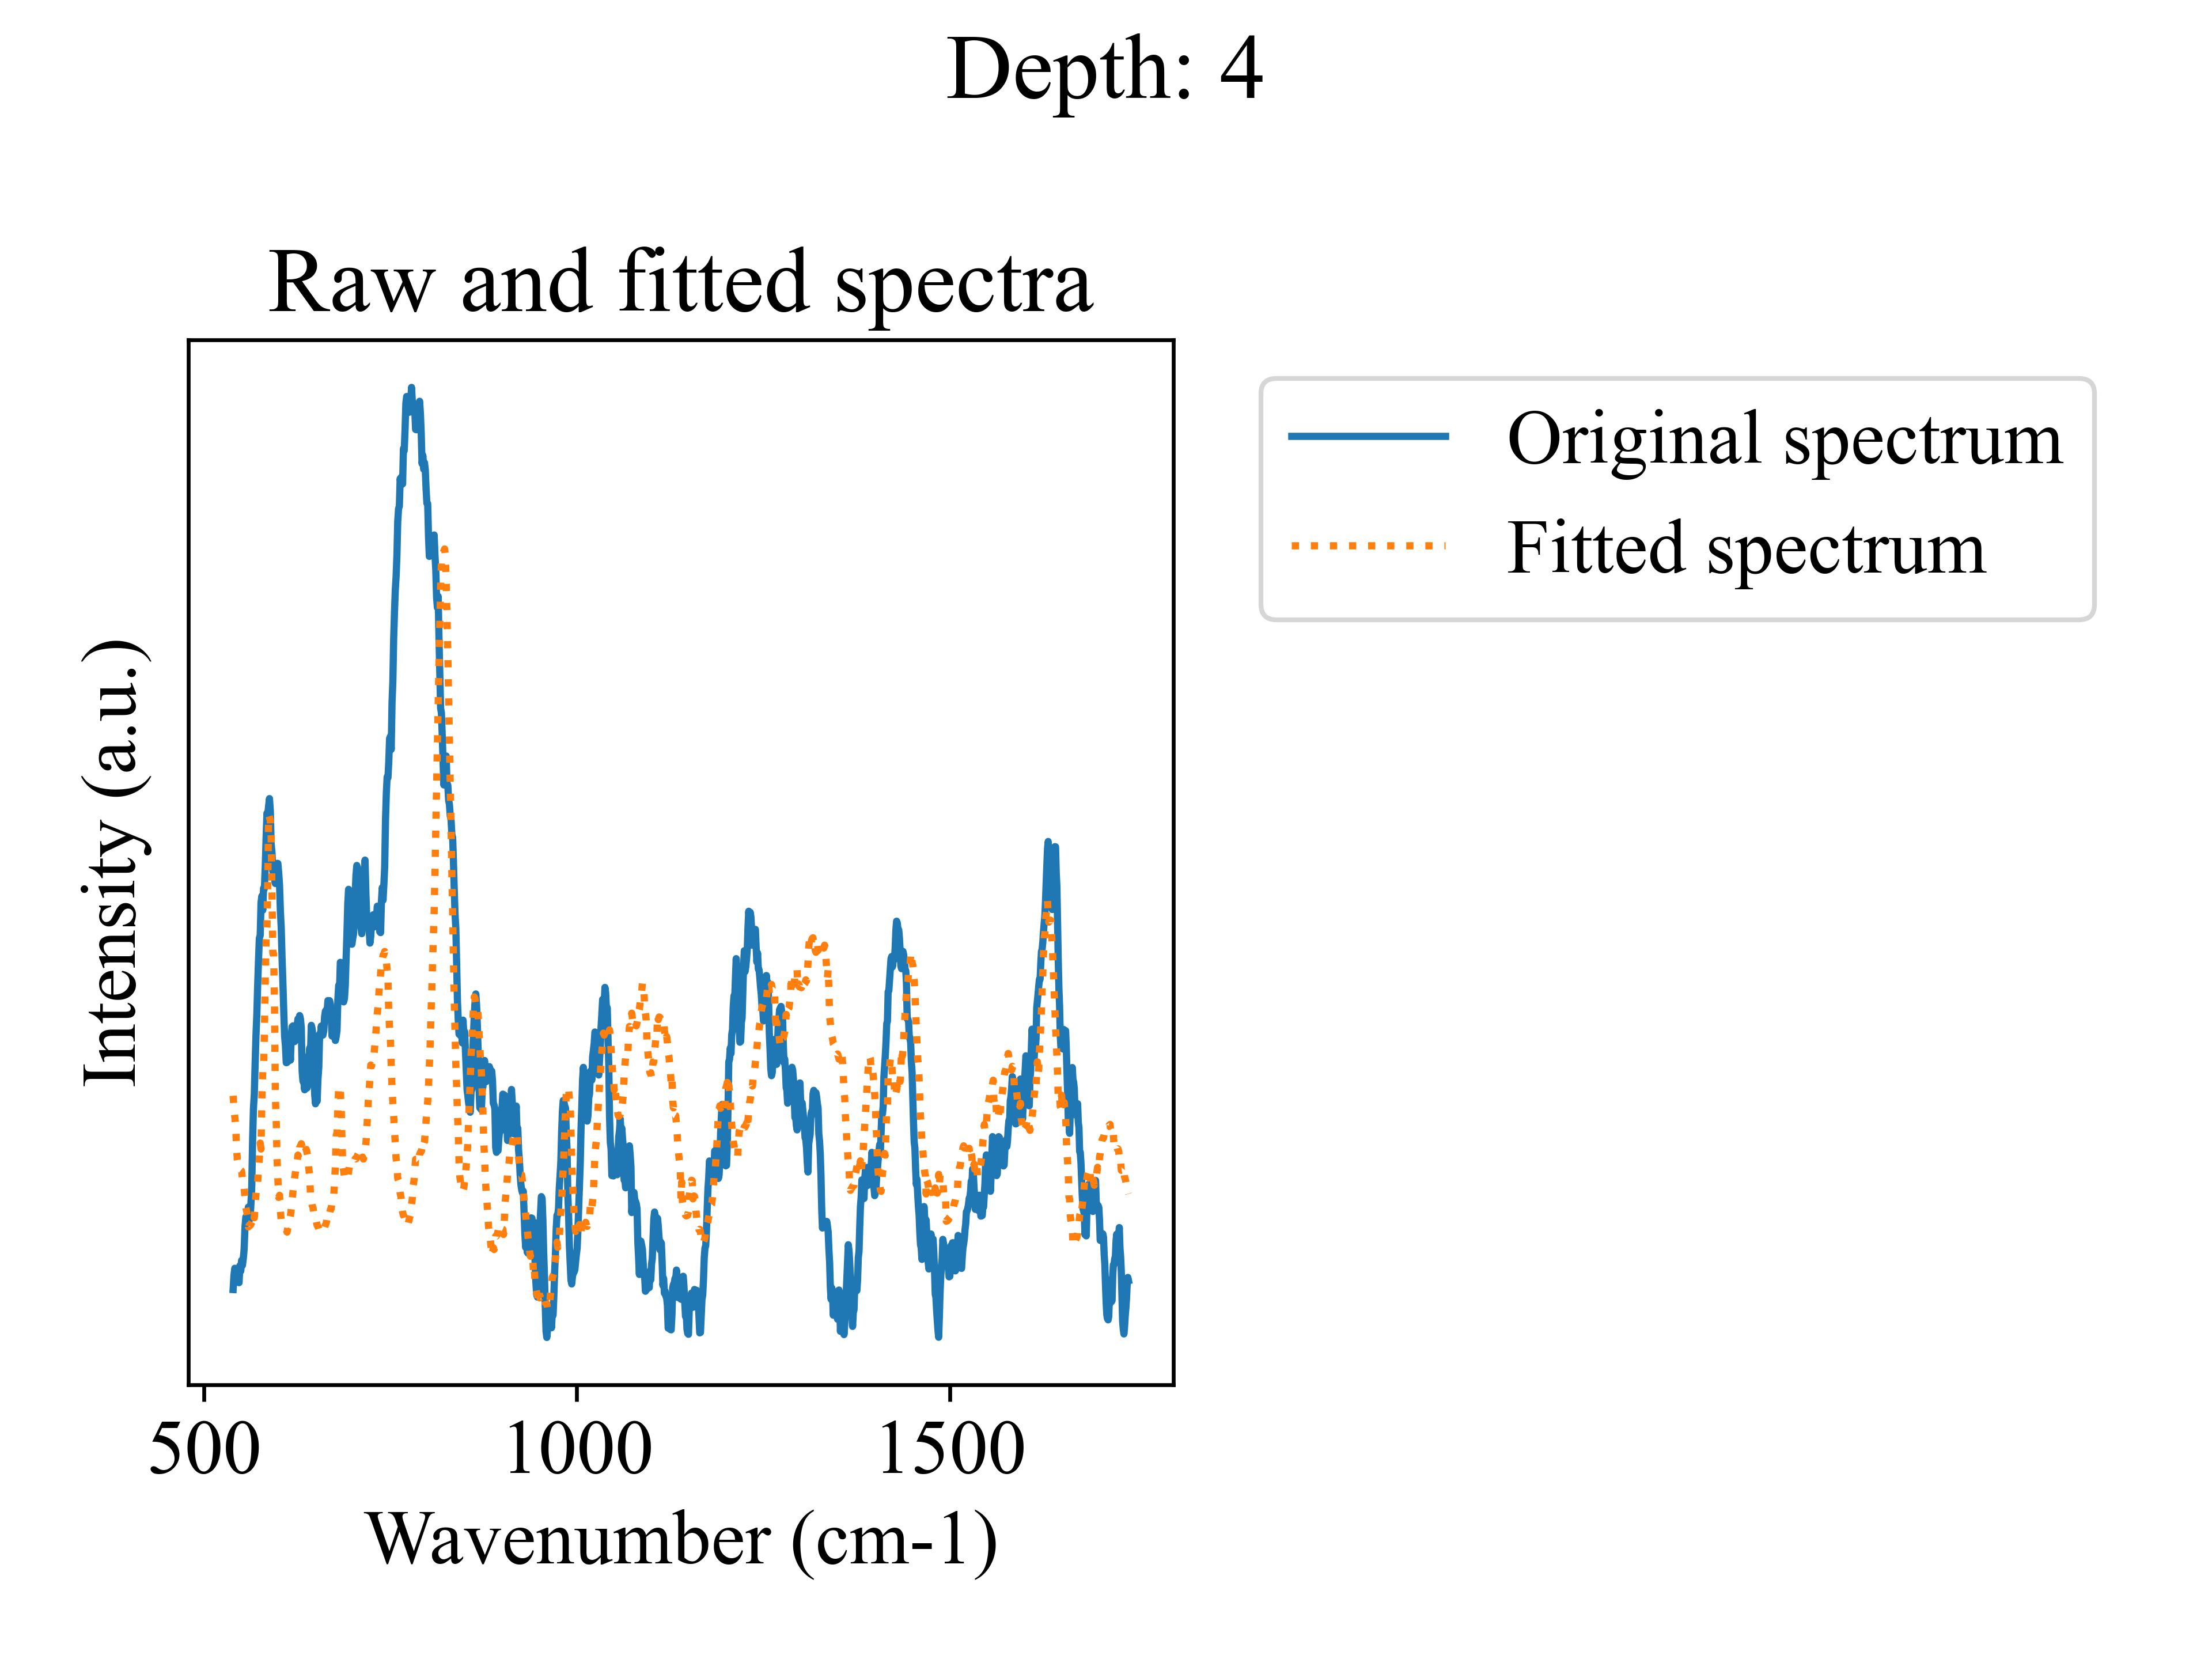 Depth: 4
Raw and fitted spectra
Original spectrum
Fitted spectrum
Intensity (a.u.)
500 1000 1500
Wavenumber (cm-1)